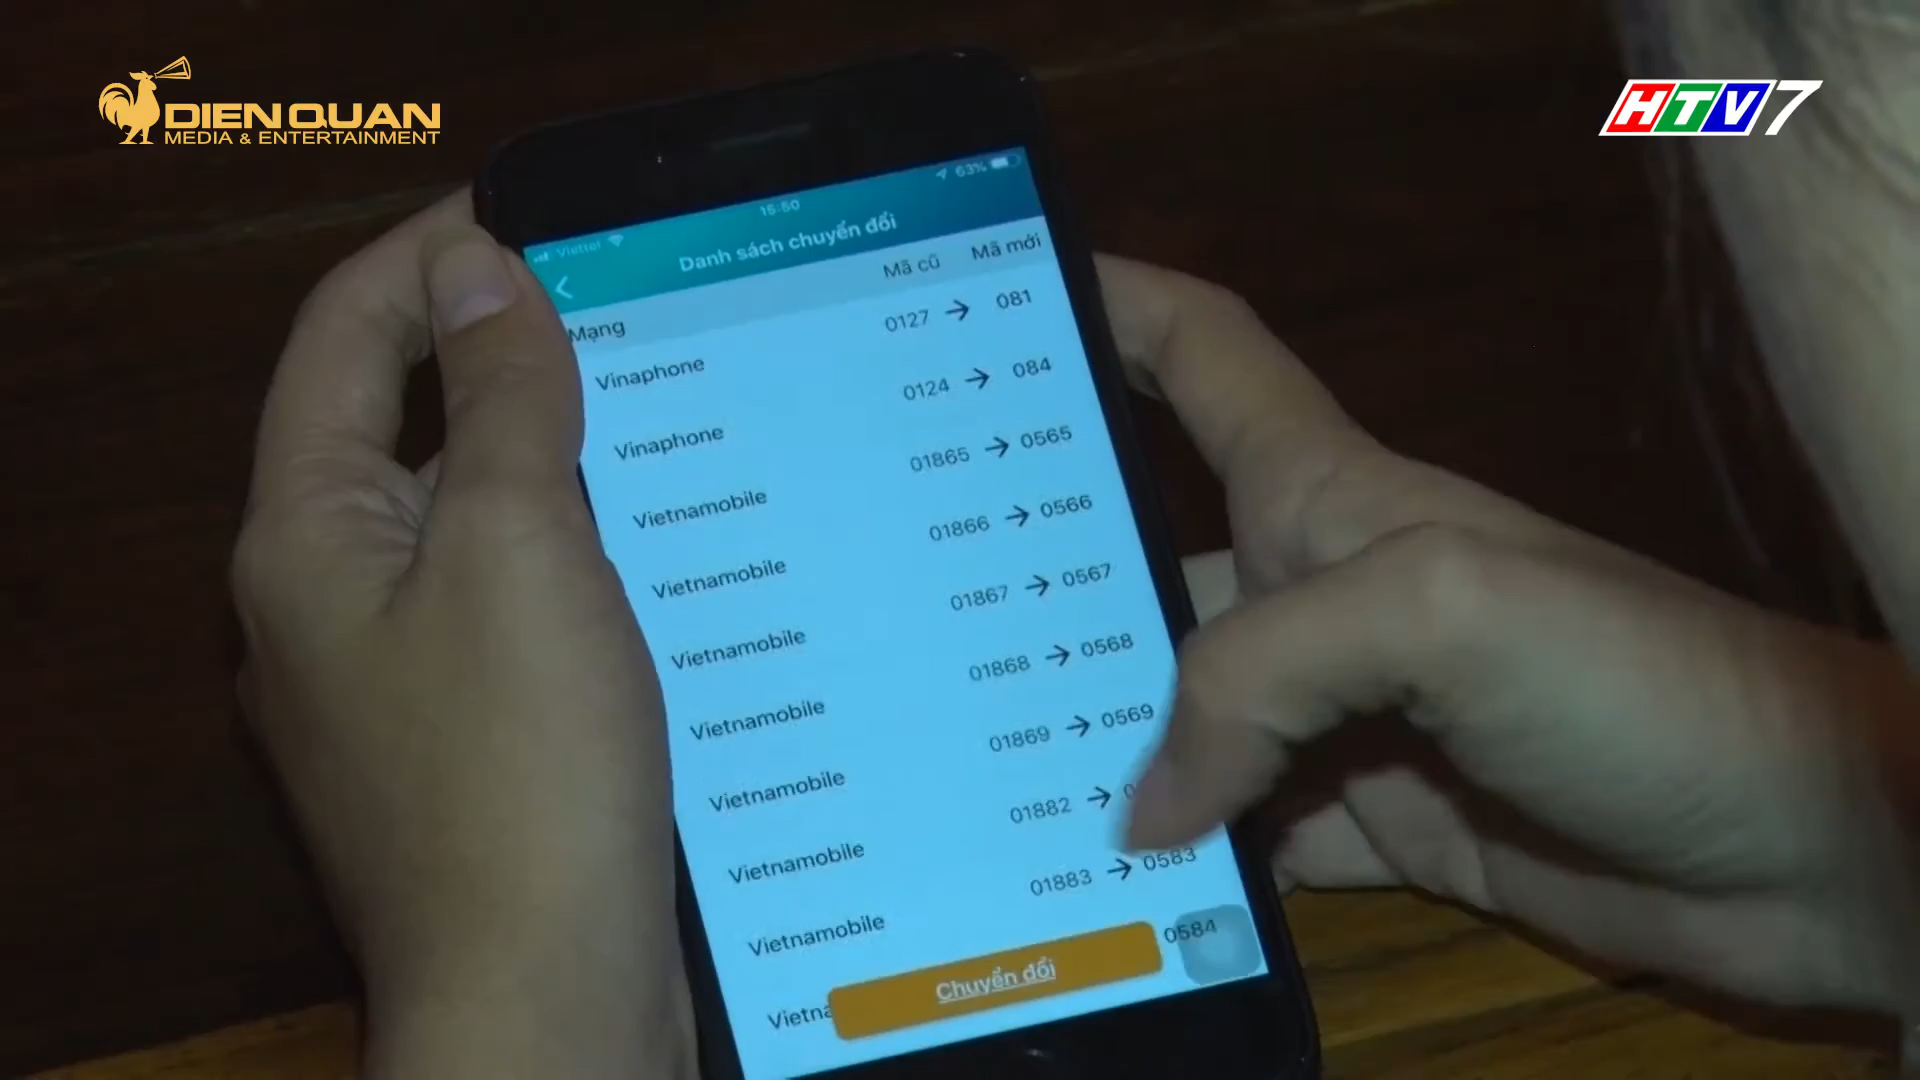 DIEN QUAN
MEDIA & ENTERTAINMENT
HTV7
Viettel 15:50 63%
Danh sách chuyển đổi
Mạng Mã cũ Mã mới
Vinaphone 0127 → 081
Vinaphone 0124 → 084
Vietnamobile 01865 → 0565
Vietnamobile 01866 → 0566
Vietnamobile 01867 → 0567
Vietnamobile 01868 → 0568
Vietnamobile 01869 → 0569
Vietnamobile 01882 →
Vietnamobile 01883 → 0583
0584
Chuyển đổi